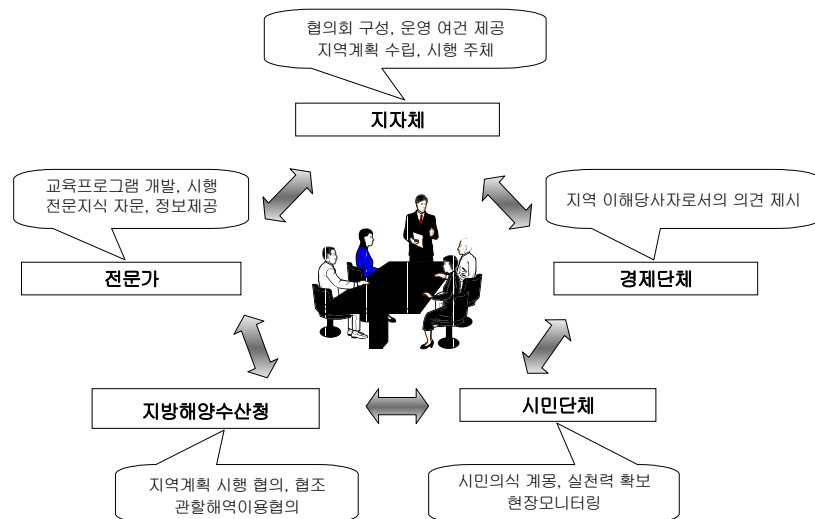 협의회 구성, 운영 여건 제공
지역계획 수립, 시행 주체
지자체
교육프로그램 개발, 시행
전문지식 자문, 정보제공
전문가
지역 이해당사자로서의 의견 제시
경제단체
지방해양수산청
시민단체
지역계획 시행 협의, 협조
관할해역이용협의
시민의식 계몽, 실천력 확보
현장모니터링